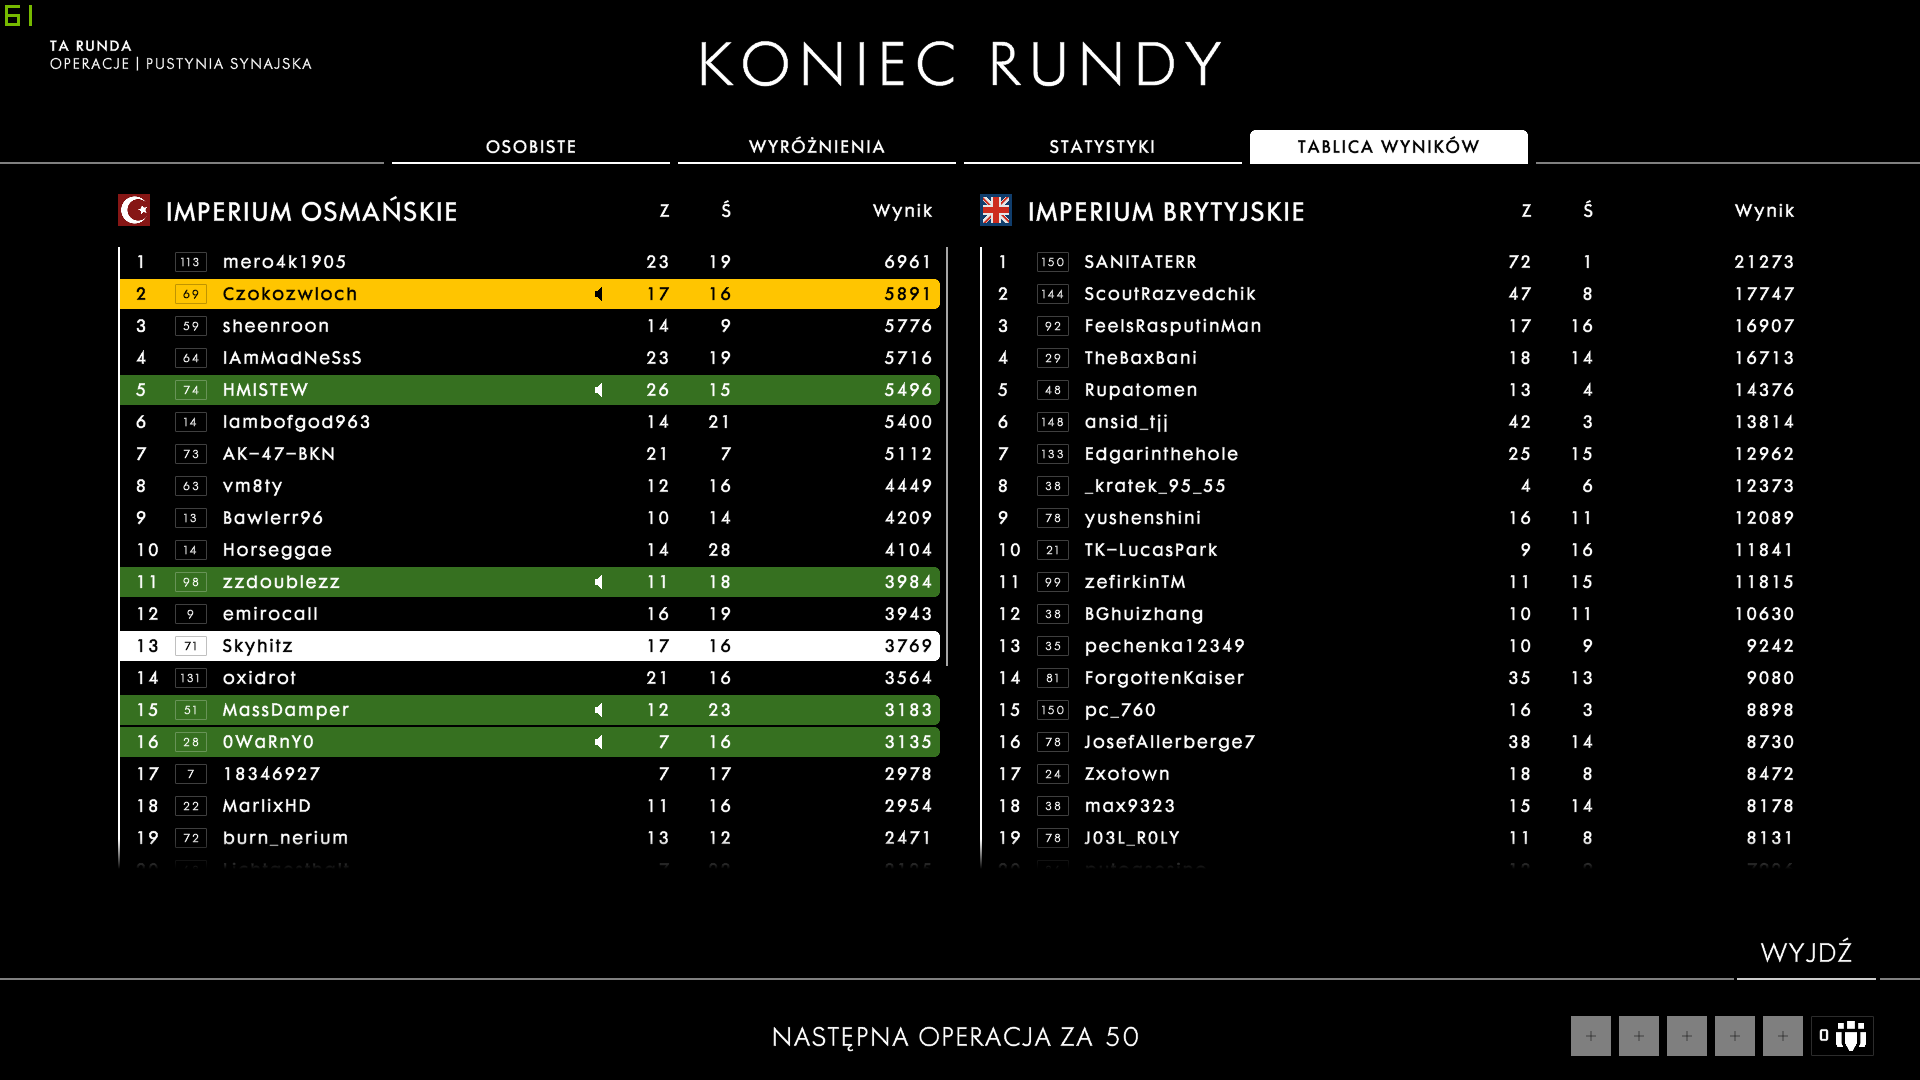 61
TA RUNDA
OPERACJE | PUSTYNIA SYNAJSKA
KONIEC RUNDY
OSOBISTE
WYRÓŻNIENIA
STATYSTYKI
TABLICA WYNIKÓW
IMPERIUM OSMAŃSKIE Z Ś Wynik
1 113 mero4k1905 23 19 6961
2 69 Czokozwloch 17 16 5891
3 59 sheenroon 14 9 5776
4 64 IAmMadNeSsS 23 19 5716
5 74 HMISTEW 26 15 5496
6 14 lambofgod963 14 21 5400
7 73 AK-47-BKN 21 7 5112
8 63 vm8ty 12 16 4449
9 13 Bawlerr96 10 14 4209
10 14 Horseggae 14 28 4104
11 98 zzdoublezz 11 18 3984
12 9 emirocall 16 19 3943
13 71 Skyhitz 17 16 3769
14 131 oxidrot 21 16 3564
15 51 MassDamper 12 23 3183
16 28 0WaRnY0 7 16 3135
17 7 18346927 7 17 2978
18 22 MarlixHD 11 16 2954
19 72 burn_nerium 13 12 2471
IMPERIUM BRYTYJSKIE Z Ś Wynik
1 150 SANITATERR 72 1 21273
2 144 ScoutRazvedchik 47 8 17747
3 92 FeelsRasputinMan 17 16 16907
4 29 TheBaxBani 18 14 16713
5 48 Rupatomen 13 4 14376
6 148 ansid_tjj 42 3 13814
7 133 Edgarinthehole 25 15 12962
8 38 _kratek_95_55 4 6 12373
9 78 yushenshini 16 11 12089
10 21 TK-LucasPark 9 16 11841
11 99 zefirkinTM 11 15 11815
12 38 BGhuizhang 10 11 10630
13 35 pechenka12349 10 9 9242
14 81 ForgottenKaiser 35 13 9080
15 150 pc_760 16 3 8898
16 78 JosefAllerberge7 38 14 8730
17 24 Zxotown 18 8 8472
18 38 max9323 15 14 8178
19 78 J03L_R0LY 11 8 8131
WYJDŹ
NASTĘPNA OPERACJA ZA 50
0